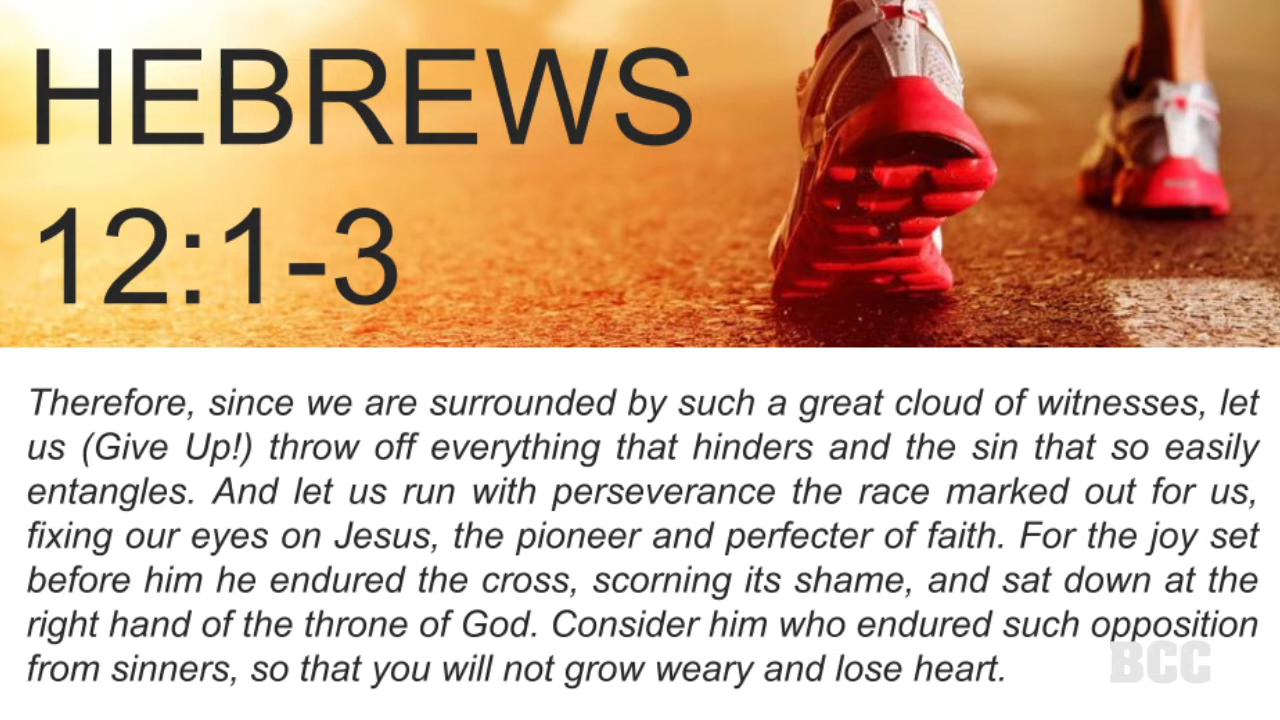 HEBREWS
12:1-3
Therefore, since we are surrounded by such a great cloud of witnesses, let
us (Give Up!) throw off everything that hinders and the sin that so easily
entangles. And let us run with perseverance the race marked out for us,
fixing our eyes on Jesus, the pioneer and perfecter of faith. For the joy set
before him he endured the cross, scorning its shame, and sat down at the
right hand of the throne of God. Consider him who endured such opposition
from sinners, so that you will not grow weary and lose heart.
BCC